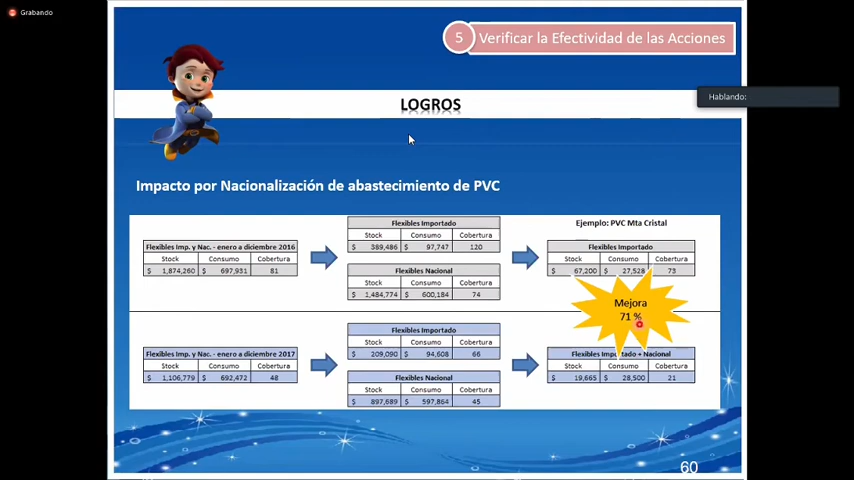 Grabando
5 Verificar la Efectividad de las Acciones
Hablando:
LOGROS
Impacto por Nacionalización de abastecimiento de PVC
Flexibles Imp. y Nac. - enero a diciembre 2016
Stock Consumo Cobertura
$ 1,874,260 $ 697,931 81
Flexibles Importado
Stock Consumo Cobertura
$ 389,486 $ 97,747 120
Flexibles Nacional
Stock Consumo Cobertura
$ 1,484,774 $ 600,184 74
Ejemplo: PVC Mta Cristal
Flexibles Importado
Stock Consumo Cobertura
$ 67,200 $ 27,528 73
Mejora
71 %
Flexibles Imp. y Nac. - enero a diciembre 2017
Stock Consumo Cobertura
$ 1,106,779 $ 692,472 48
Flexibles Importado
Stock Consumo Cobertura
$ 209,090 $ 94,608 66
Flexibles Nacional
Stock Consumo Cobertura
$ 897,689 $ 597,864 45
Flexibles Importado + Nacional
Stock Consumo Cobertura
$ 19,665 $ 28,500 21
60